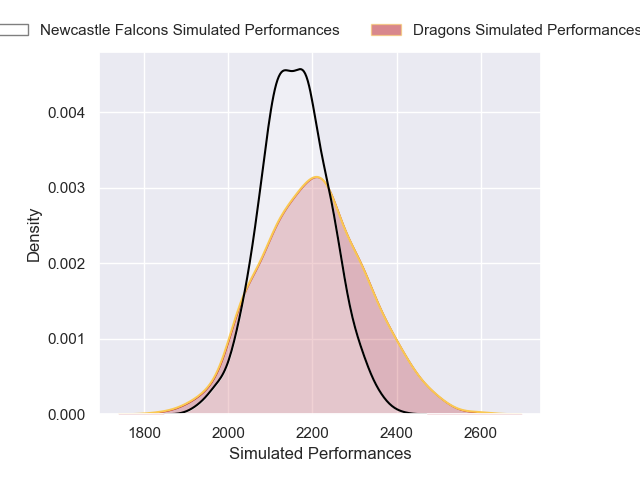 Newcastle Falcons Simulated Performances
Dragons Simulated Performances
0.004
0.003
0.002
0.001
0.000
Density
1800 2000 2200 2400 2600
Simulated Performances